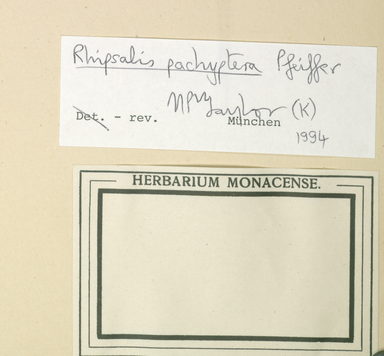 Rhipsalis pachyptera Pfeiffer
NP Taylor (K)
Det. - rev. München
1994
HERBARIUM MONACENSE.